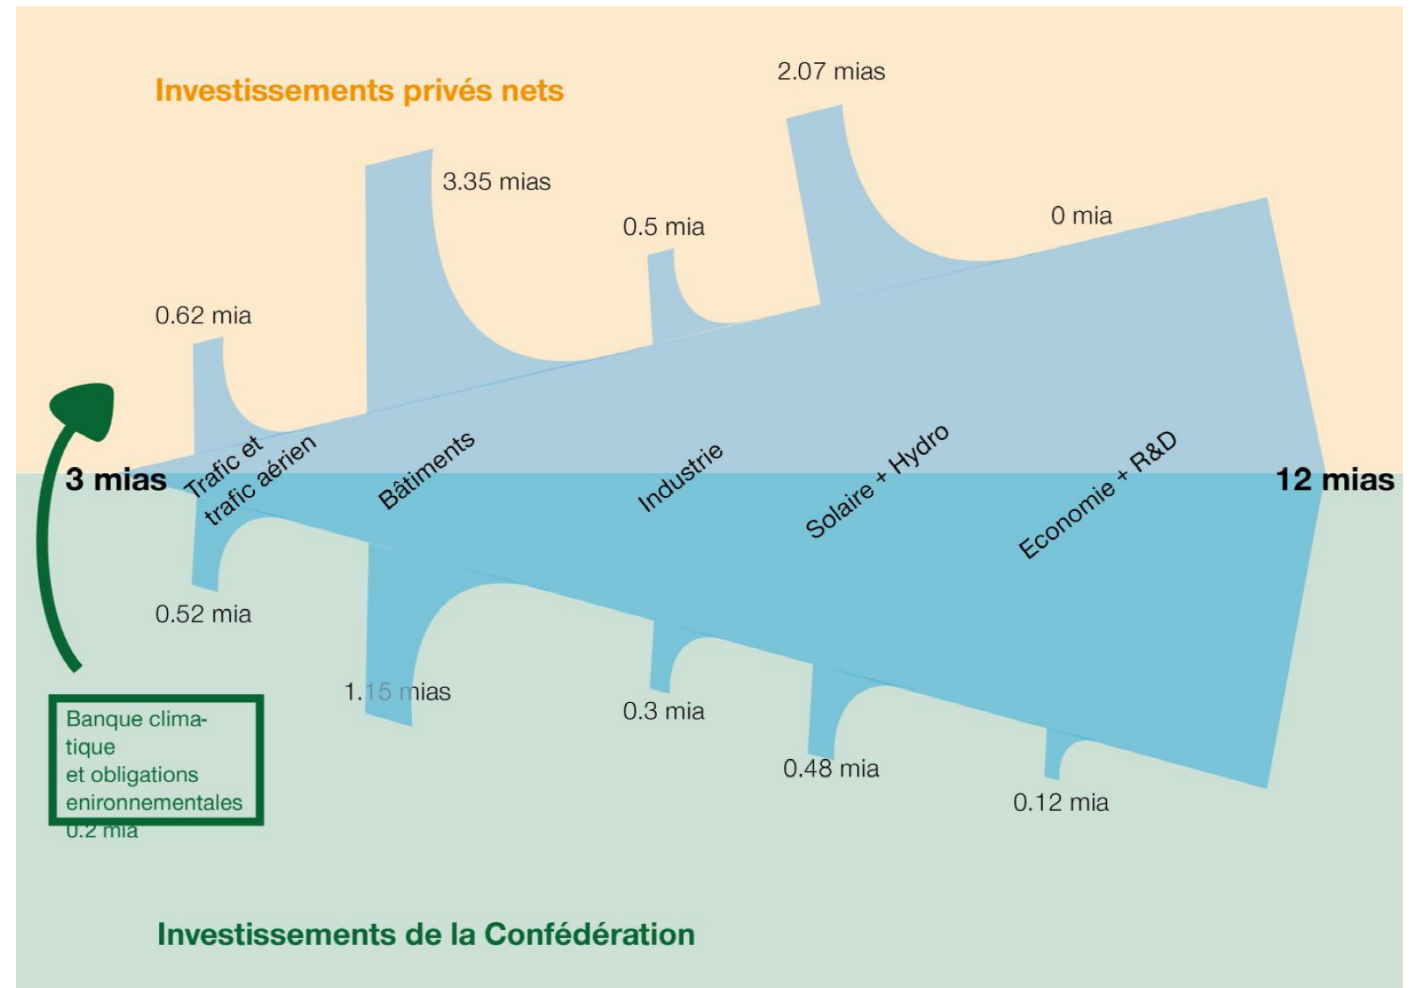 Investissements privés nets
2.07 mias
3.35 mias
0.5 mia
0 mia
0.62 mia
3 mias
Trafic et
trafic aérien
Bâtiments
Industrie
Solaire + Hydro
Economie + R&D
12 mias
0.52 mia
1.15 mias
0.3 mia
0.48 mia
0.12 mia
Banque clima-
tique
et obligations
enironnementales
0.2 mia
Investissements de la Confédération